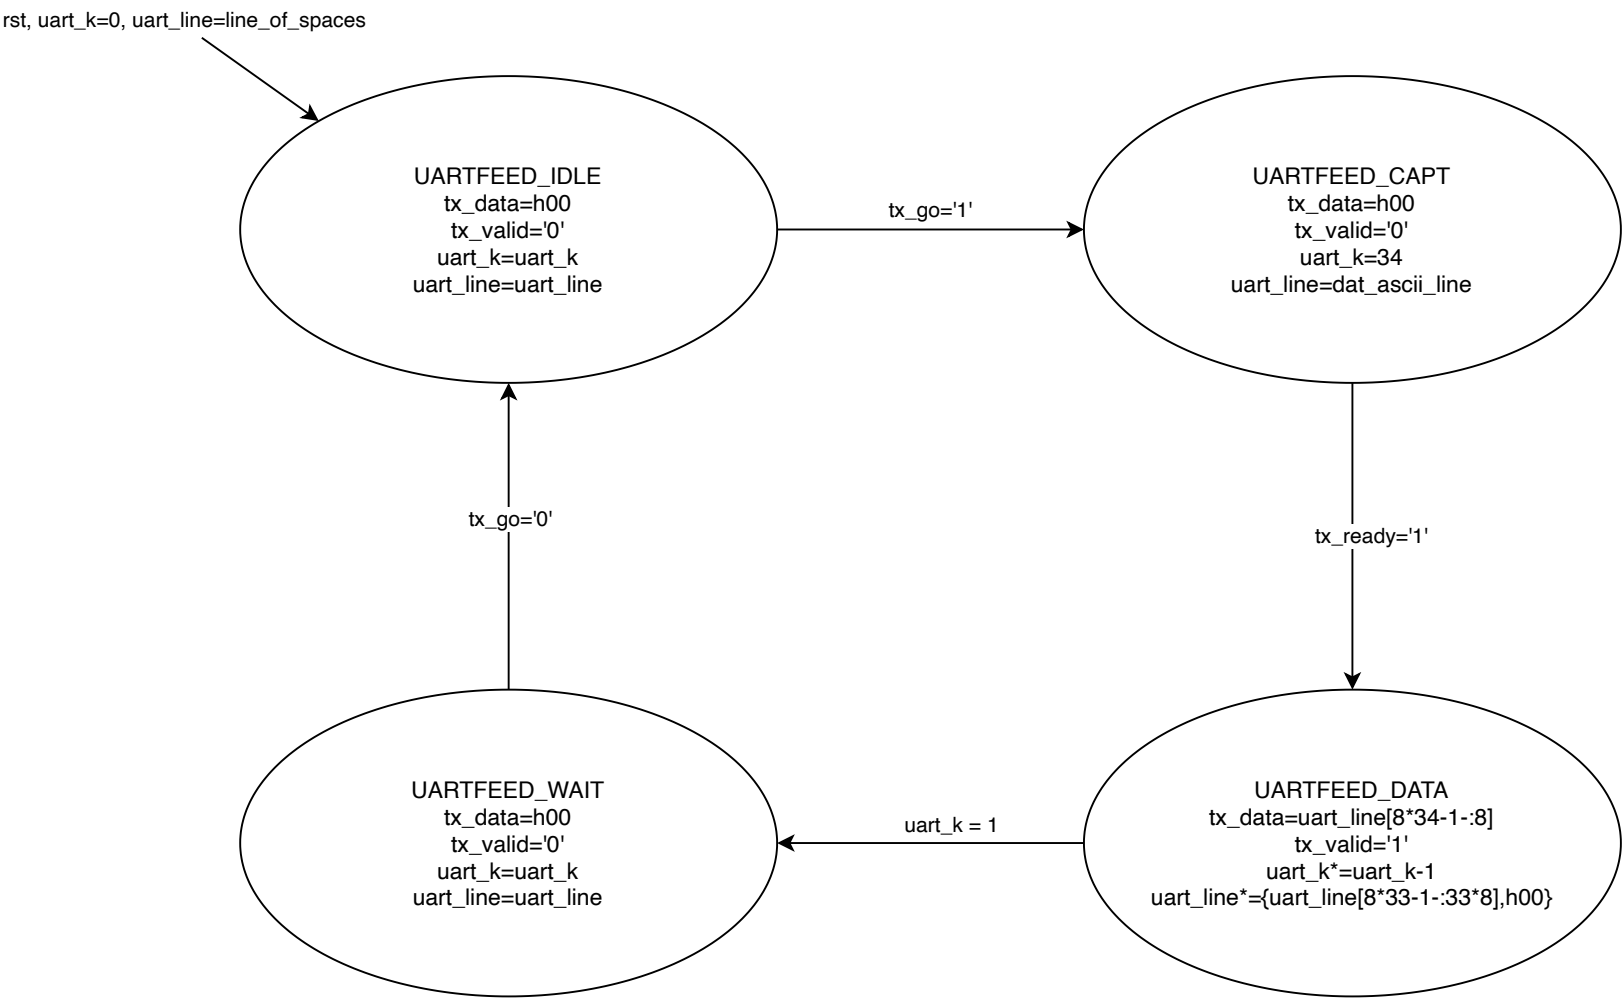 rst, uart_k=0, uart_line=line_of_spaces
UARTFEED_IDLE
tx_data=h00
tx_valid='0'
uart_k=uart_k
uart_line=uart_line
tx_go='1'
UARTFEED_CAPT
tx_data=h00
tx_valid='0'
uart_k=34
uart_line=dat_ascii_line
tx_go='0'
tx_ready='1'
UARTFEED_WAIT
tx_data=h00
tx_valid='0'
uart_k=uart_k
uart_line=uart_line
uart_k = 1
UARTFEED_DATA
tx_data=uart_line[8*34-1-:8]
tx_valid='1'
uart_k*=uart_k-1
uart_line*={uart_line[8*33-1-:33*8],h00}